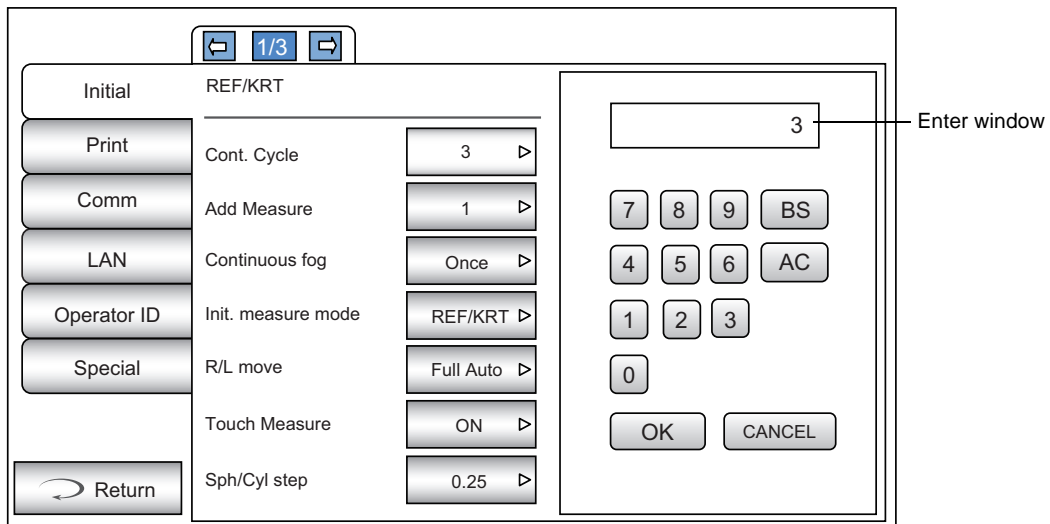 1/3
Initial
Print
Comm
LAN
Operator ID
Special
Return
REF/KRT
Cont. Cycle 3
Add Measure 1
Continuous fog Once
Init. measure mode REF/KRT
R/L move Full Auto
Touch Measure ON
Sph/Cyl step 0.25
3
Enter window
7 8 9 BS
4 5 6 AC
1 2 3
0
OK CANCEL